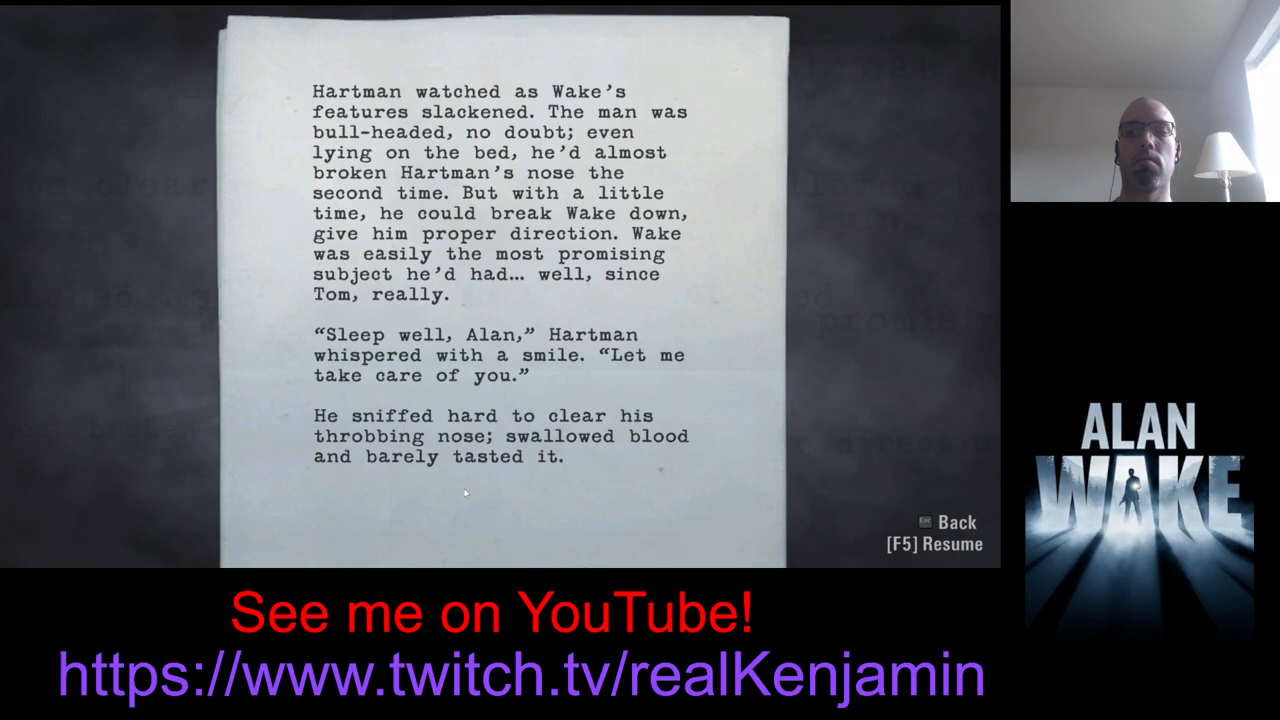 Hartman watched as Wake's
features slackened. The man was
bull-headed, no doubt; even
lying on the bed, he'd almost
broken Hartman's nose the
second time. But with a little
time, he could break Wake down,
give him proper direction. Wake
was easily the most promising
subject he'd had… well, since
Tom, really.
“Sleep well, Alan,” Hartman
whispered with a smile. “Let me
take care of you.”
He sniffed hard to clear his
throbbing nose; swallowed blood
and barely tasted it.
Esc Back
[F5] Resume
ALAN
WAKE
See me on YouTube!
https://www.twitch.tv/realKenjamin